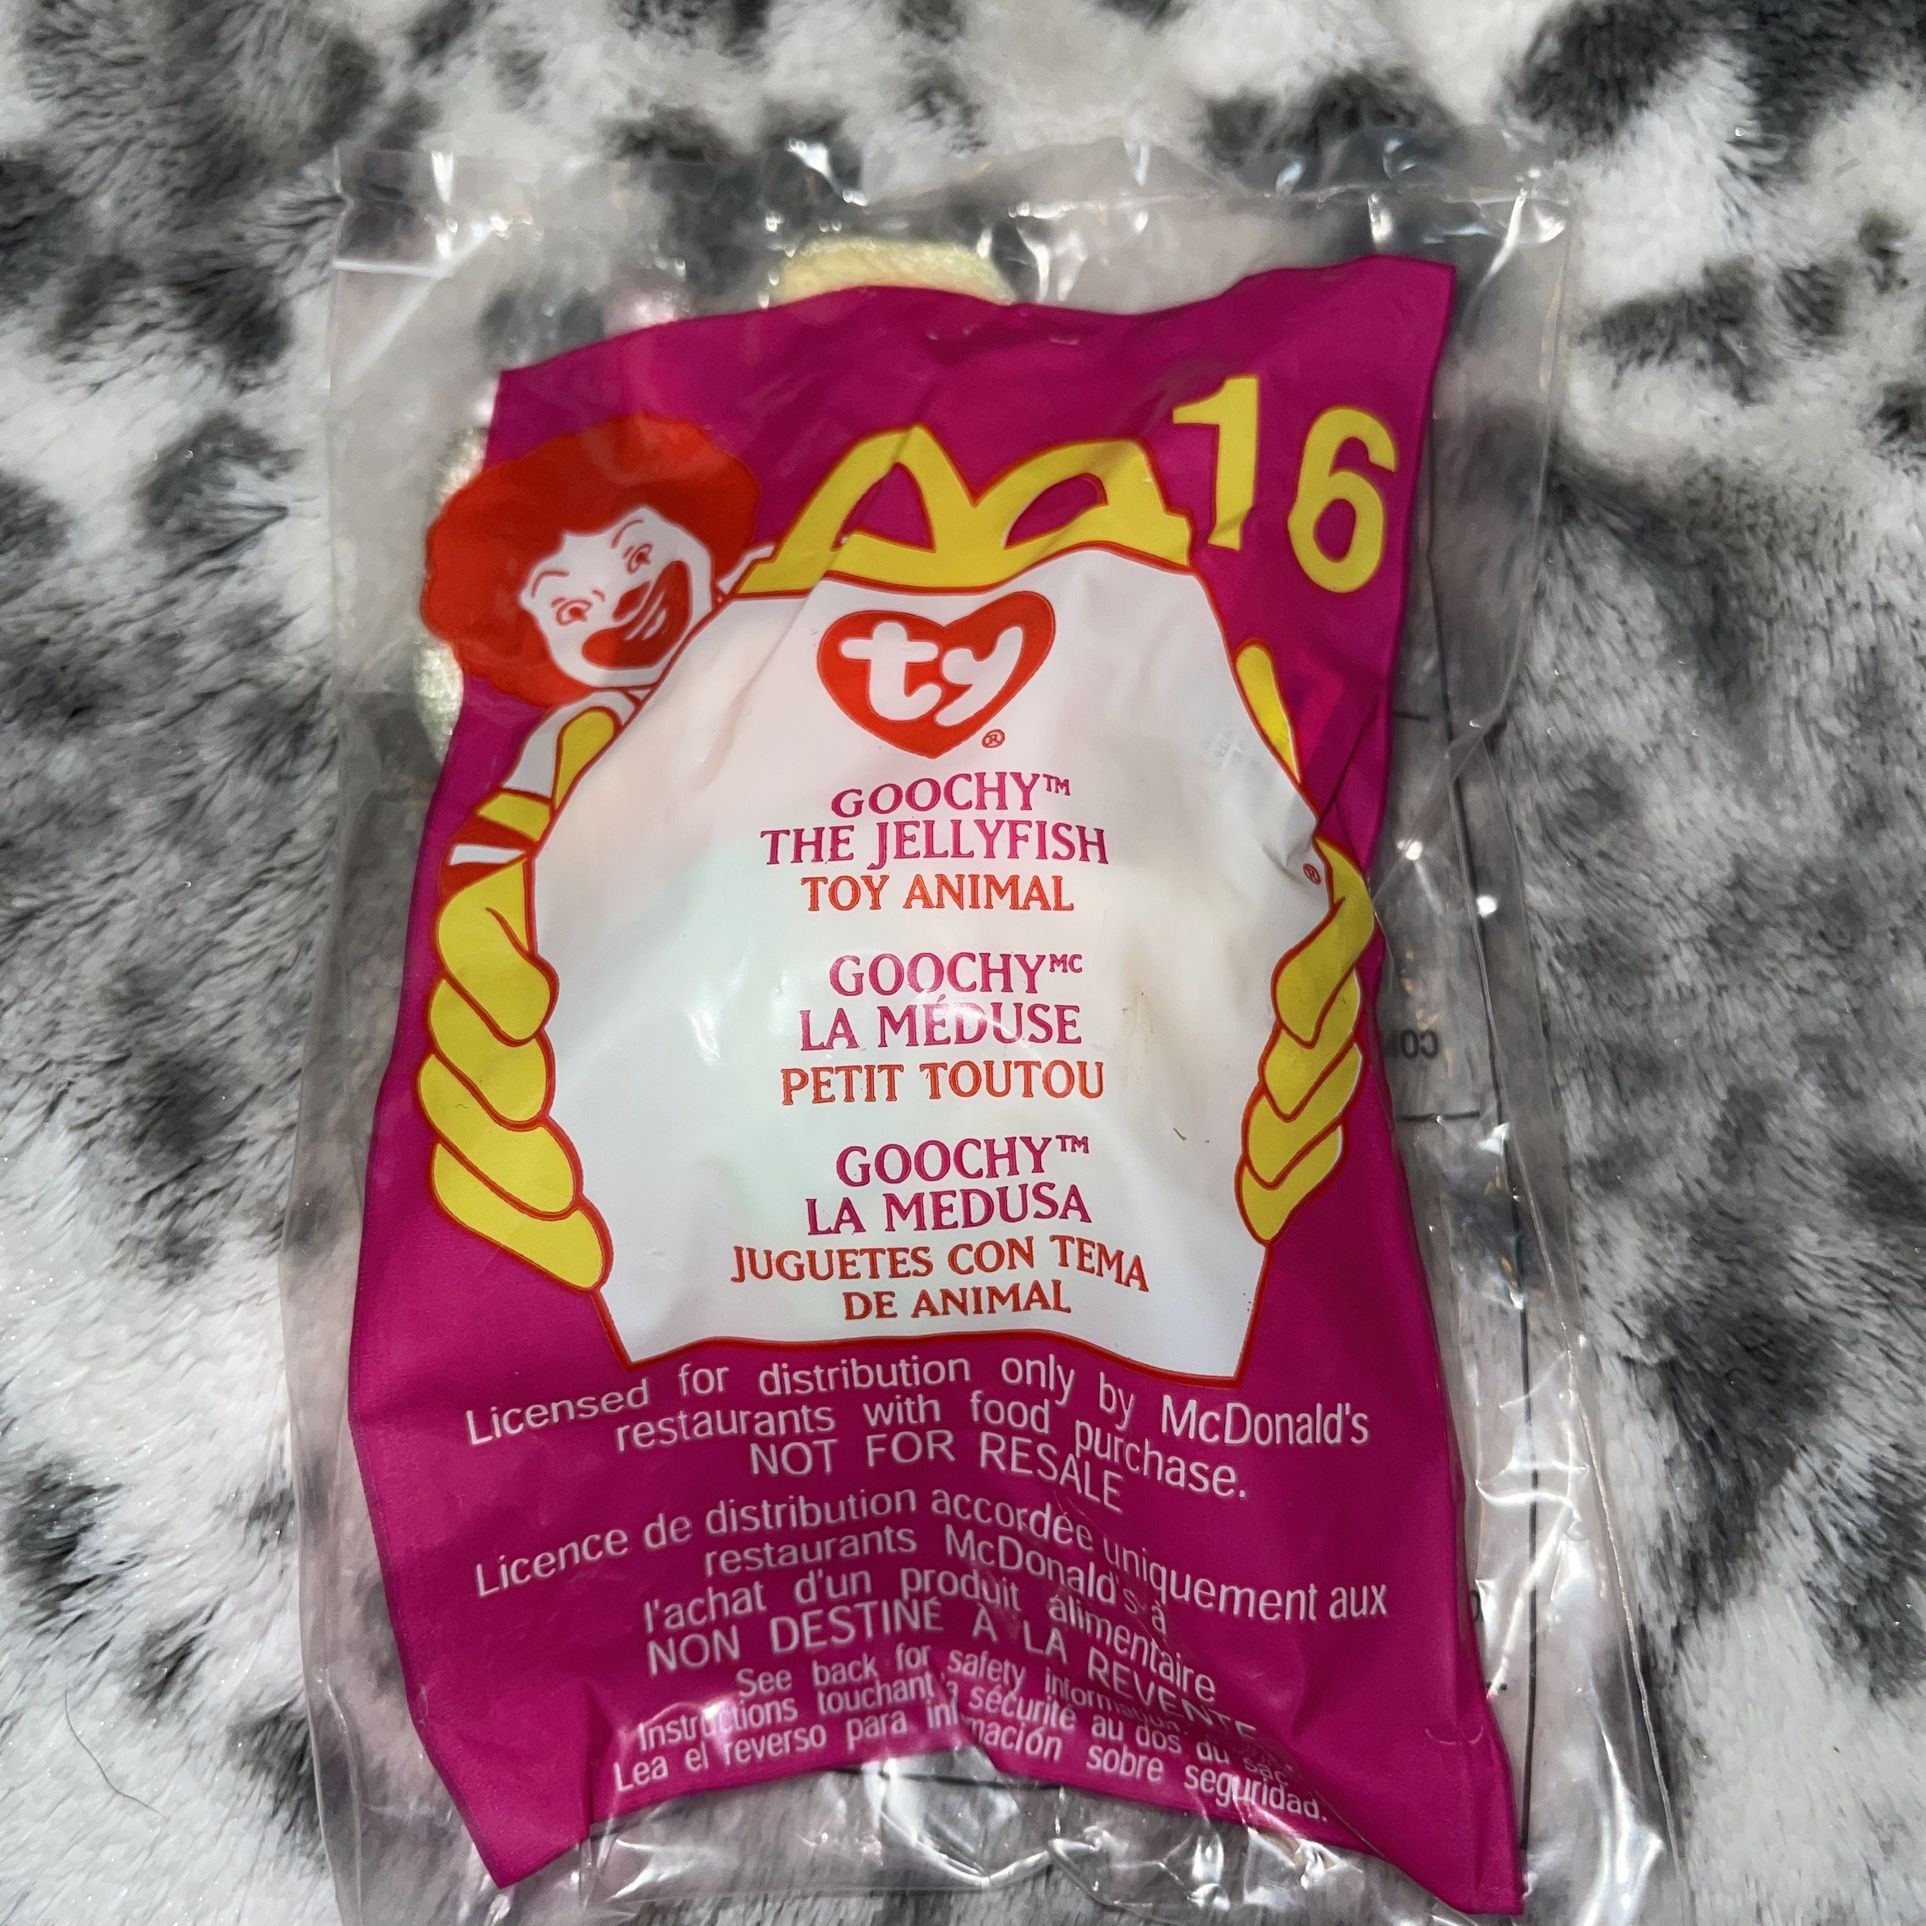 16
ty®
GOOCHY™
THE JELLYFISH
TOY ANIMAL
®
GOOCHYMC
LA MÉDUSE
PETIT TOUTOU
GOOCHY™
LA MEDUSA
JUGUETES CON TEMA
DE ANIMAL
Licensed for distribution only by McDonald's
restaurants with food purchase.
NOT FOR RESALE
Licence de distribution accordée uniquement aux
restaurants McDonald's à
l'achat d'un produit alimentaire
NON DESTINÉ À LA REVENTE
See back for safety information.
Instructions touchant sécurité au dos du sac
Lea el reverso para información sobre seguridad.